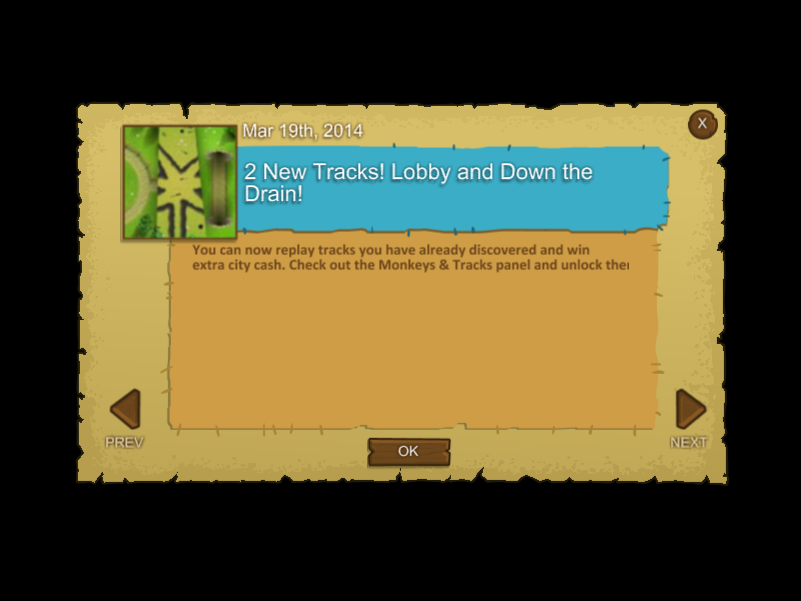 Mar 19th, 2014
X
2 New Tracks! Lobby and Down the
Drain!
You can now replay tracks you have already discovered and win
extra city cash. Check out the Monkeys & Tracks panel and unlock
PREV
NEXT
OK